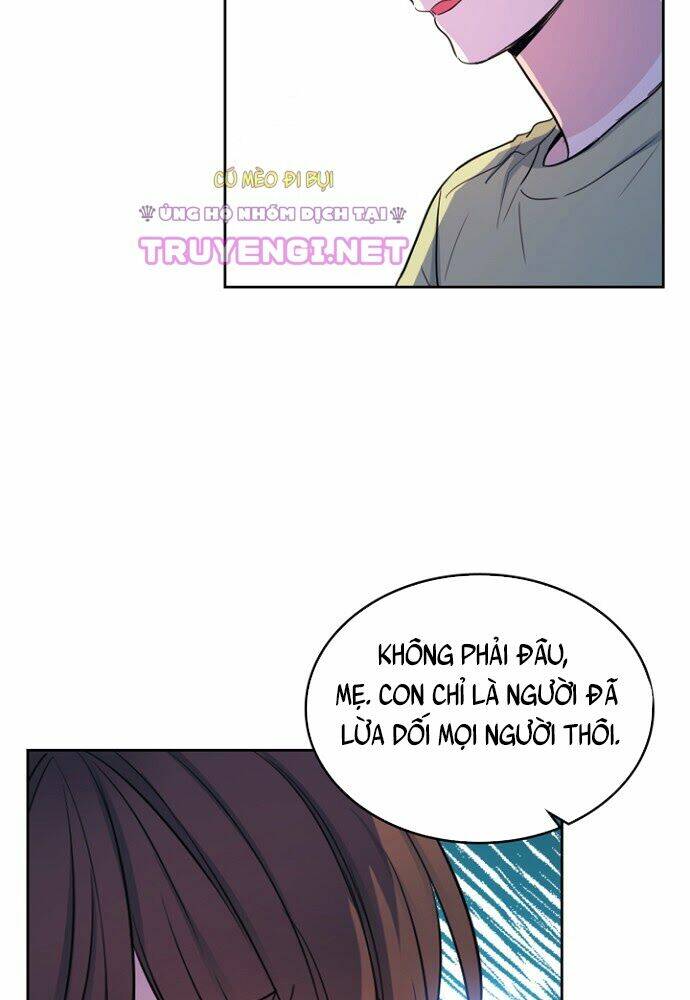 CÚ MÈO ĐI BỤI
ỦNG HỘ NHÓM DỊCH TẠI
TRUYENGI.NET
KHÔNG PHẢI ĐÂU,
MẸ. CON CHỈ LÀ NGƯỜI ĐÃ
LỪA DỐI MỌI NGƯỜI THÔI.